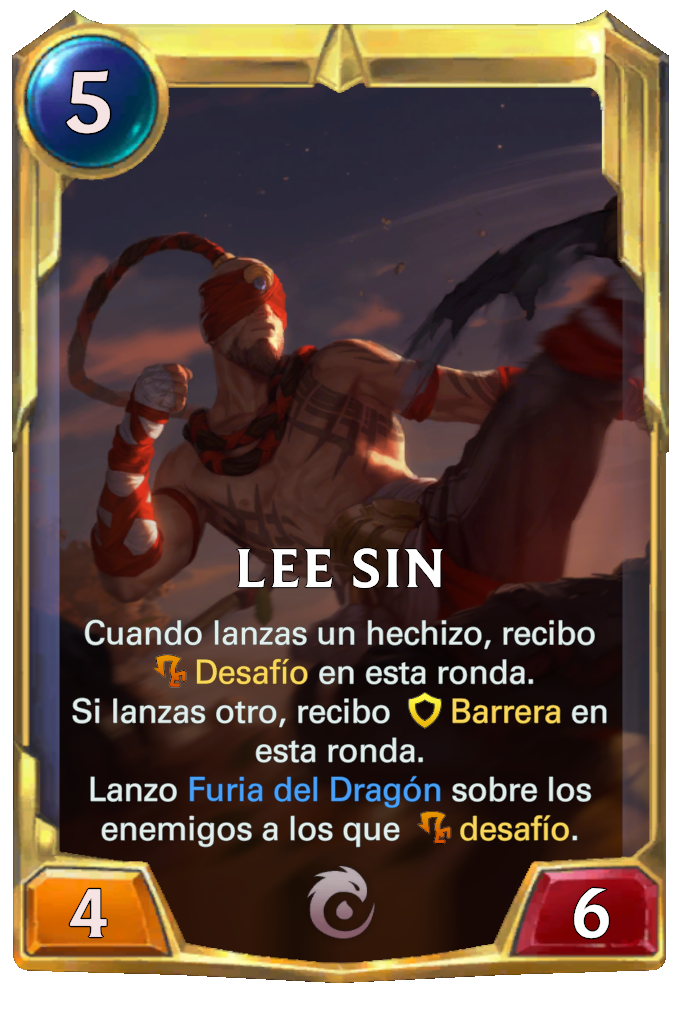 5
LEE SIN
Cuando lanzas un hechizo, recibo
Desafío en esta ronda.
Si lanzas otro, recibo Barrera en
esta ronda.
Lanzo Furia del Dragón sobre los
enemigos a los que desafío.
4
6